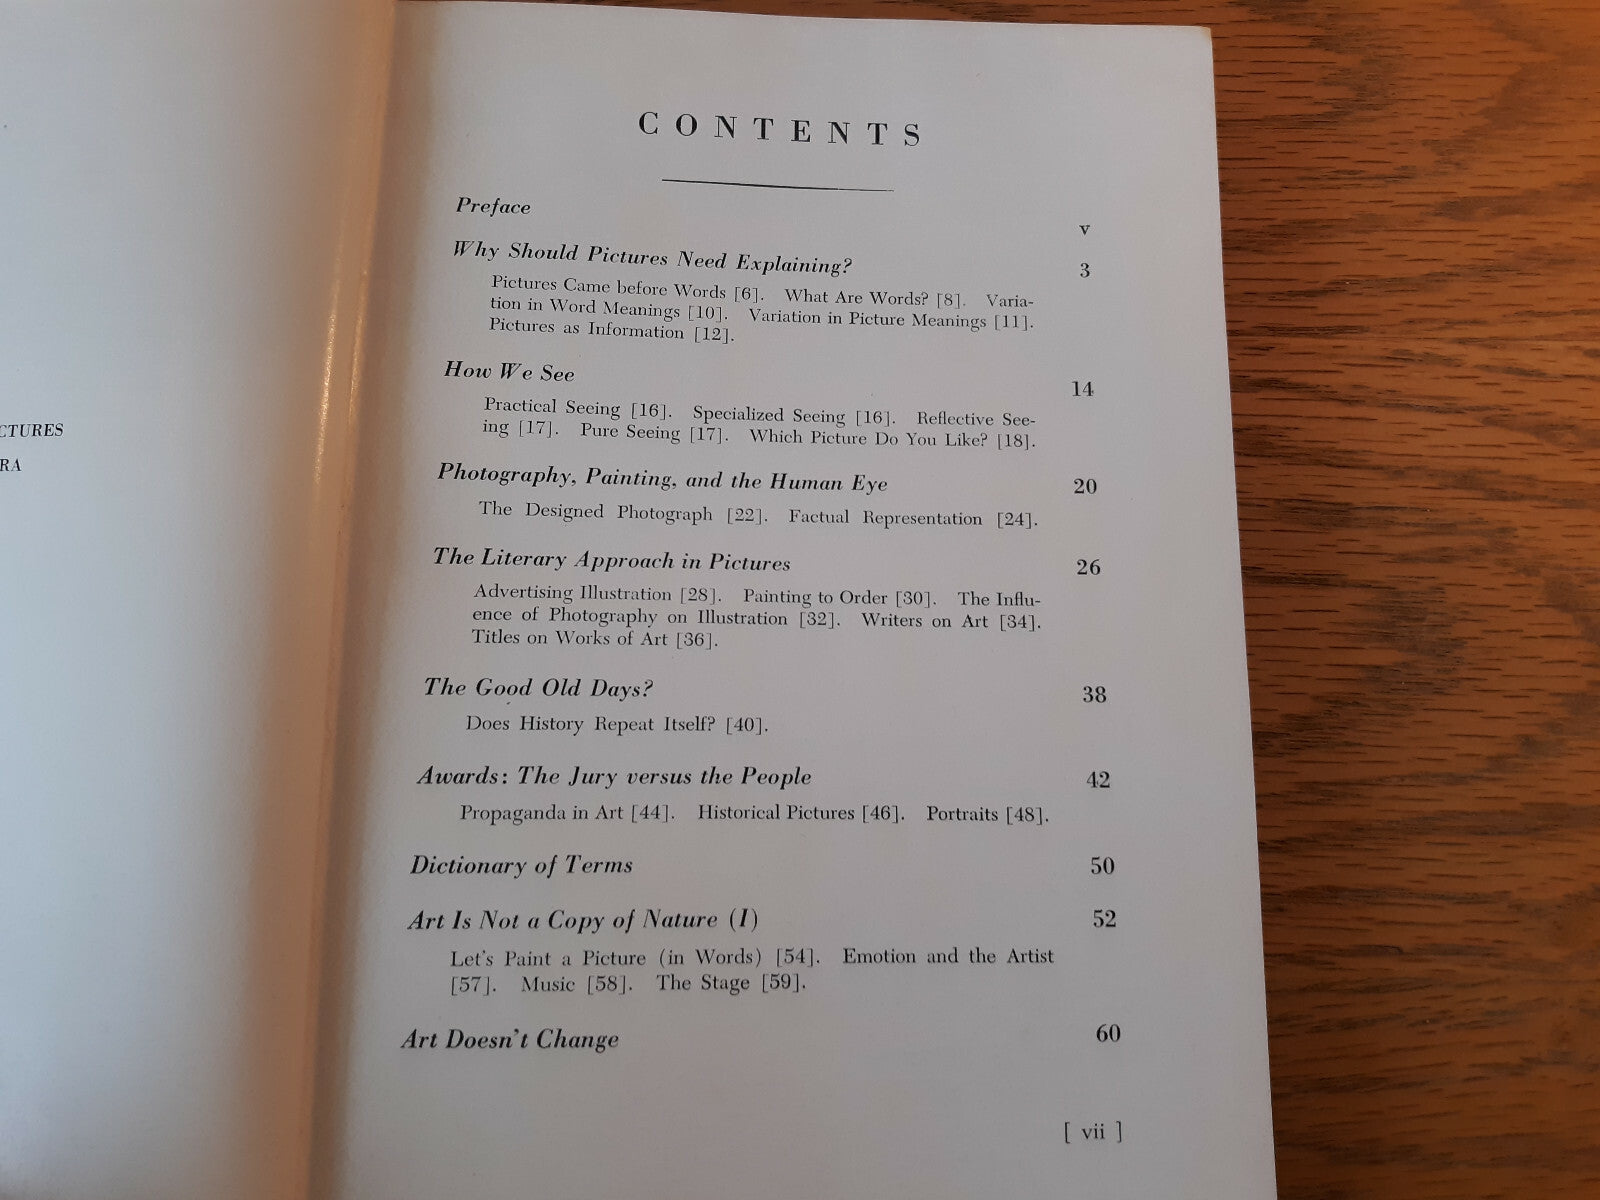 CTURES
RA
CONTENTS
Preface v
Why Should Pictures Need Explaining? 3
Pictures Came before Words [6]. What Are Words? [8]. Varia-
tion in Word Meanings [10]. Variation in Picture Meanings [11].
Pictures as Information [12].
How We See 14
Practical Seeing [16]. Specialized Seeing [16]. Reflective See-
ing [17]. Pure Seeing [17]. Which Picture Do You Like? [18].
Photography, Painting, and the Human Eye 20
The Designed Photograph [22]. Factual Representation [24].
The Literary Approach in Pictures 26
Advertising Illustration [28]. Painting to Order [30]. The Influ-
ence of Photography on Illustration [32]. Writers on Art [34].
Titles on Works of Art [36].
The Good Old Days? 38
Does History Repeat Itself? [40].
Awards: The Jury versus the People 42
Propaganda in Art [44]. Historical Pictures [46]. Portraits [48].
Dictionary of Terms 50
Art Is Not a Copy of Nature (I) 52
Let's Paint a Picture (in Words) [54]. Emotion and the Artist
[57]. Music [58]. The Stage [59].
Art Doesn't Change 60
[ vii ]